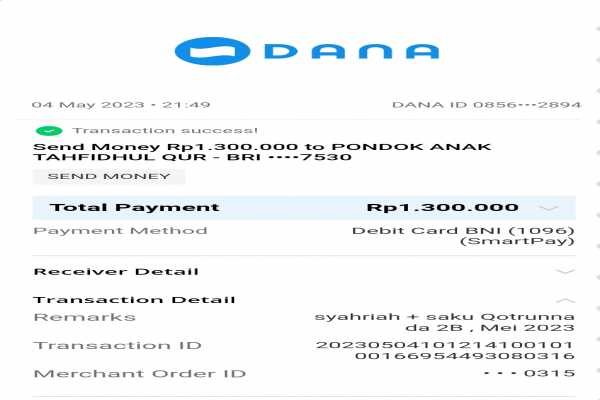 DANA
04 May 2023 • 21:49 DANA ID 0856•••2894
Transaction success!
Send Money Rp1.300.000 to PONDOK ANAK
TAHFIDHUL QUR - BRI ••••7530
SEND MONEY
Total Payment Rp1.300.000
Payment Method Debit Card BNI (1096)
(SmartPay)
Receiver Detail
Transaction Detail
Remarks syahriah + saku Qotrunna
da 2B , Mei 2023
Transaction ID 20230504101214100101
00166954493080316
Merchant Order ID • • • 0315